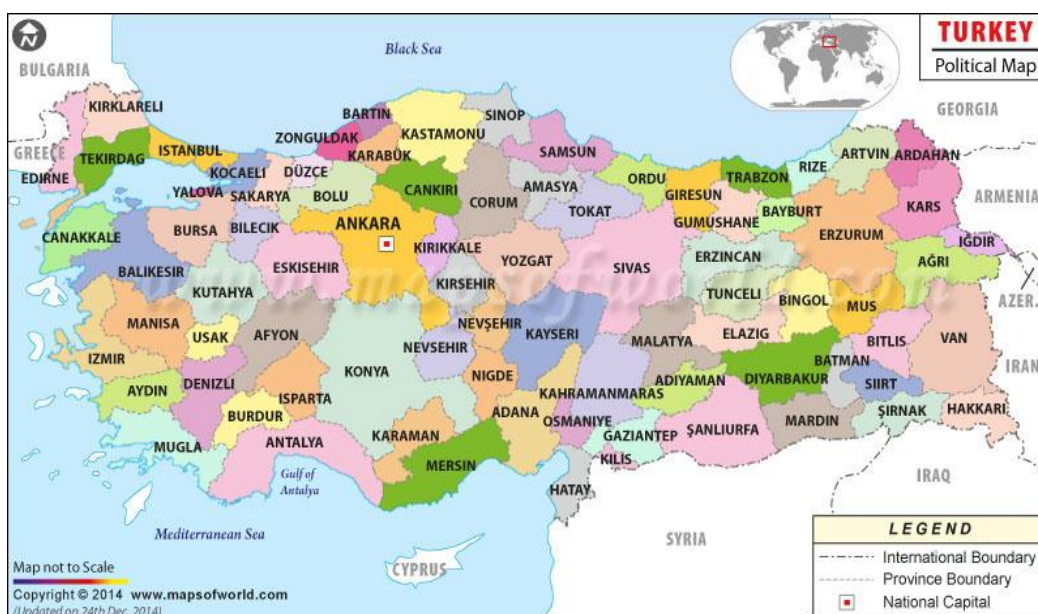 N
Black Sea
TURKEY
Political Map
BULGARIA
GEORGIA
KIRKLARELI
BARTIN
SINOP
ZONGULDAK
KASTAMONU
ARTVIN
ARDAHAN
GREECE
TEKIRDAG
ISTANBUL
KARABÜK
SAMSUN
RIZE
EDIRNE
KOCAELI
DÜZCE
ORDU
TRABZON
ARMENIA
YALOVA
SAKARYA
BOLU
CANKIRI
AMASYA
GIRESUN
KARS
CORUM
TOKAT
GUMUSHANE
BAYBURT
CANAKKALE
BURSA
BILECIK
ANKARA
ERZURUM
IĞDIR
BALIKESIR
ESKISEHIR
KIRIKKALE
YOZGAT
SIVAS
ERZINCAN
AĞRI
www.mapsofworld.com
KUTAHYA
KIRSEHIR
TUNCELI
BINGOL
MUS
AZER.
MANISA
USAK
AFYON
NEVŞEHIR
KAYSERI
ELAZIG
BITLIS
VAN
IZMIR
NEVSEHIR
MALATYA
BATMAN
IRAN
AYDIN
DENIZLI
KONYA
NIGDE
ADIYAMAN
DIYARBAKUR
SIIRT
ISPARTA
KAHRAMANMARAS
BURDUR
ADANA
OSMANIYE
ŞANLIURFA
MARDIN
ŞIRNAK
HAKKARI
MUGLA
ANTALYA
KARAMAN
GAZIANTEP
MERSIN
KILIS
Gulf of
Antalya
HATAY
IRAQ
Mediterranean Sea
SYRIA
CYPRUS
LEGEND
International Boundary
Province Boundary
National Capital
Map not to Scale
Copyright © 2014 www.mapsofworld.com
(Updated on 24th Dec, 2014)